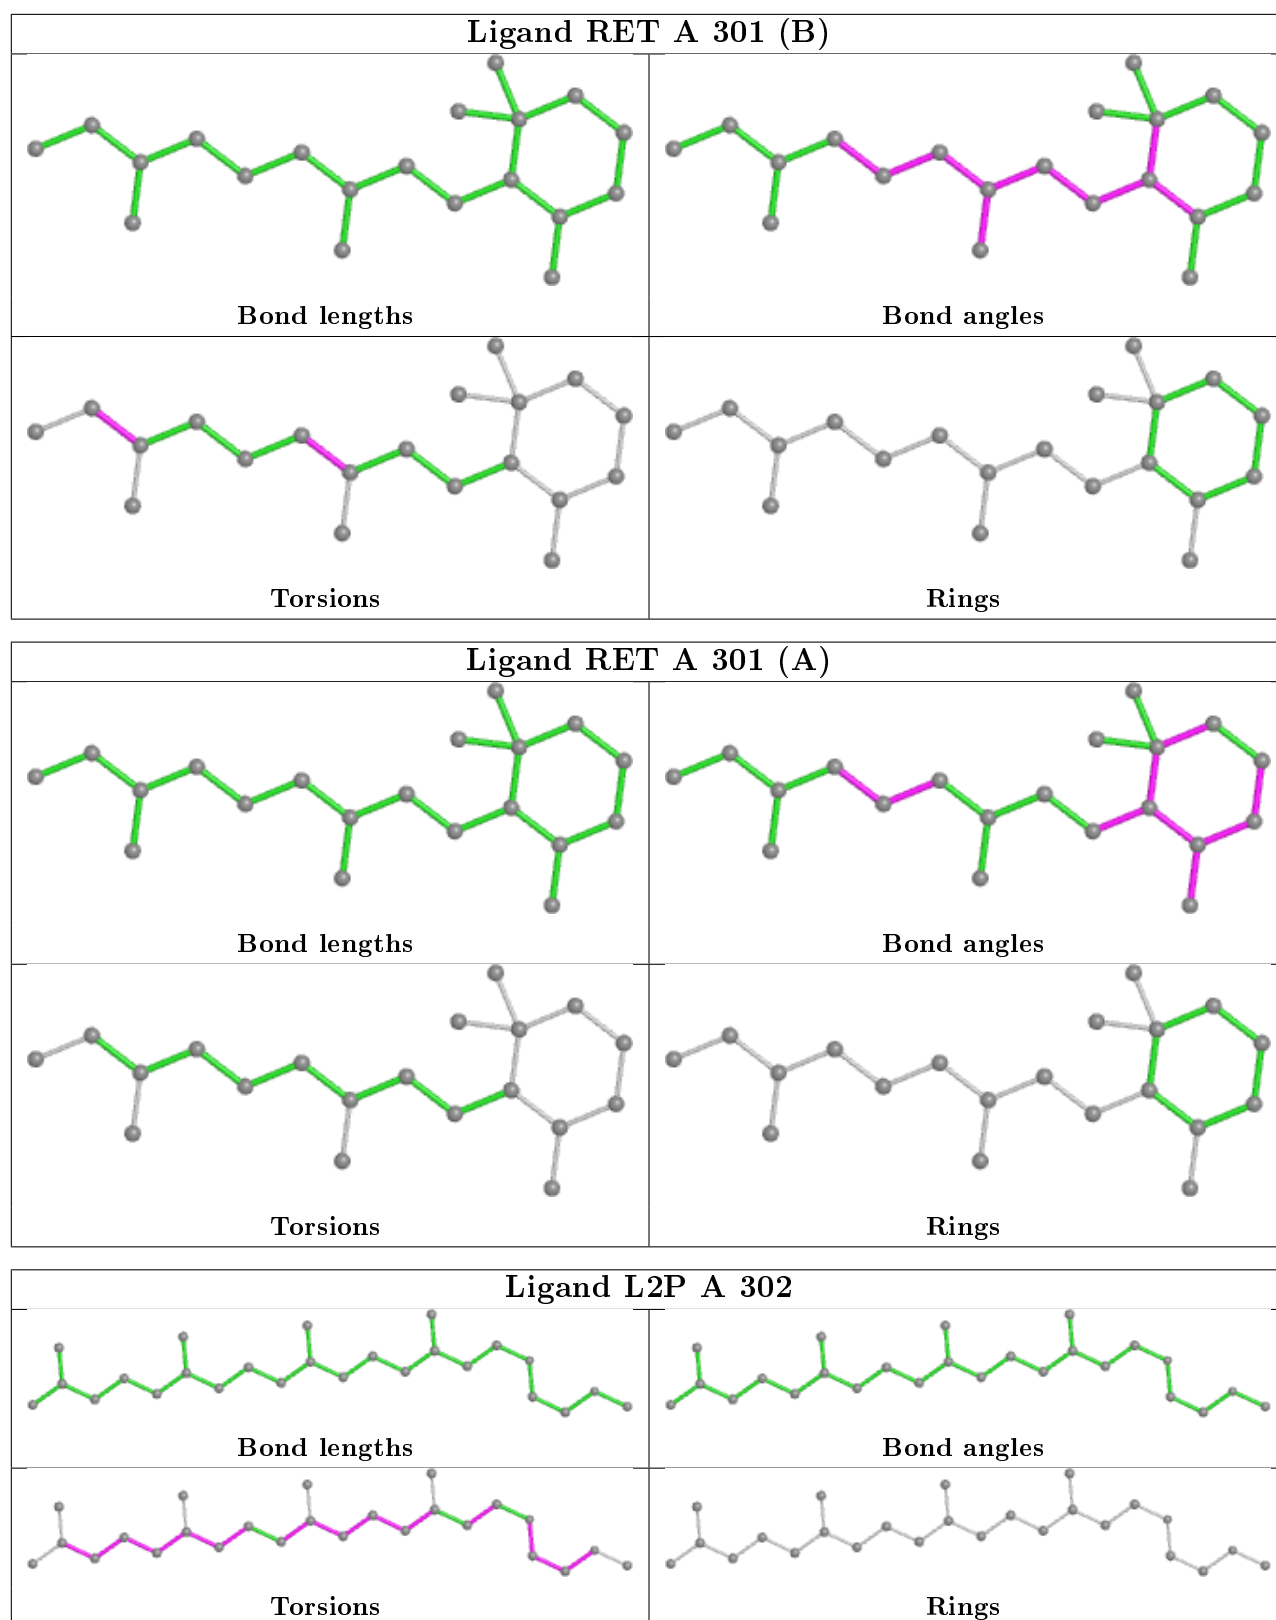 Ligand RET A 301 (B)
Bond lengths
Bond angles
Torsions
Rings
Ligand RET A 301 (A)
Bond lengths
Bond angles
Torsions
Rings
Ligand L2P A 302
Bond lengths
Bond angles
Torsions
Rings